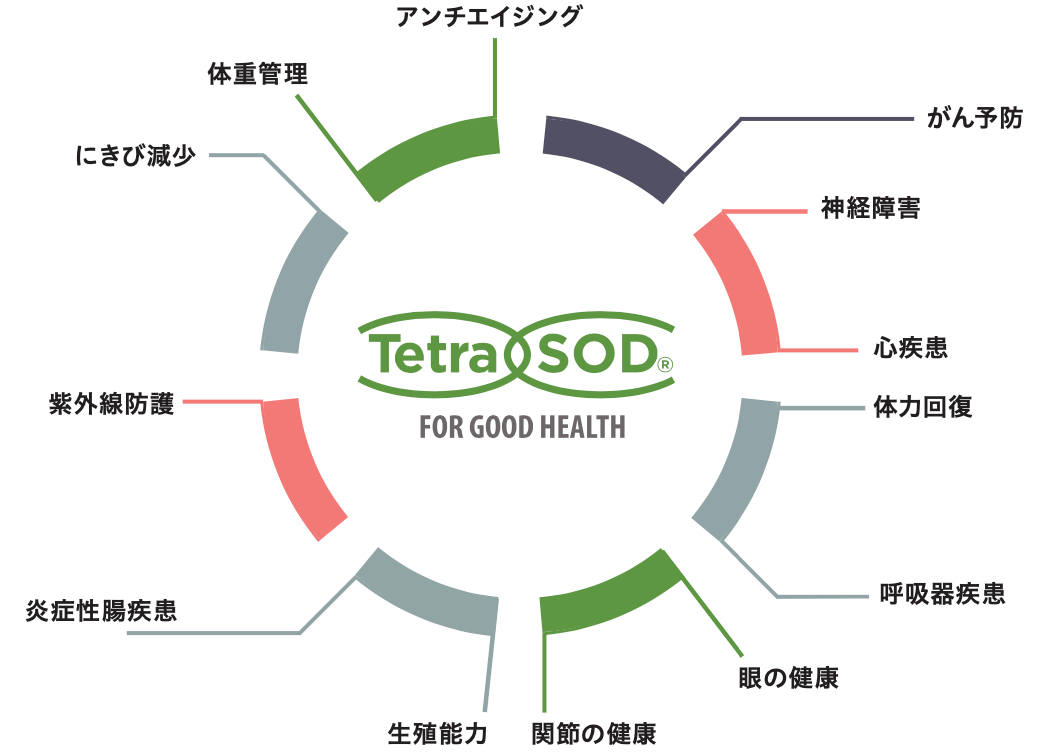 アンチエイジング
体重管理
がん予防
にきび減少
神経障害
心疾患
TetraSOD®
FOR GOOD HEALTH
紫外線防護
体力回復
呼吸器疾患
炎症性腸疾患
眼の健康
生殖能力
関節の健康